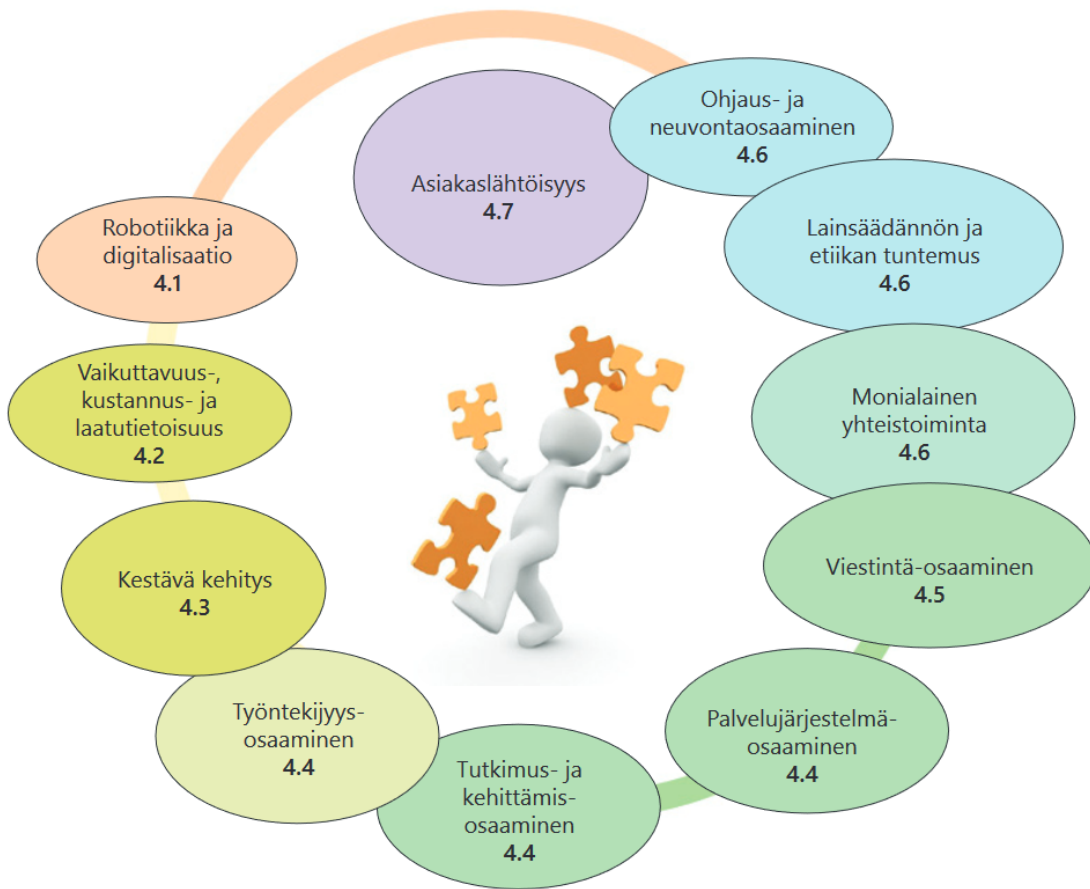 Asiakaslähtöisyys
4.7
Ohjaus- ja
neuvontaosaaminen
4.6
Lainsäädännön ja
etiikan tuntemus
4.6
Monialainen
yhteistoiminta
4.6
Viestintä-osaaminen
4.5
Palvelujärjestelmä-
osaaminen
4.4
Tutkimus- ja
kehittämis-
osaaminen
4.4
Työntekijyys-
osaaminen
4.4
Kestävä kehitys
4.3
Vaikuttavuus-,
kustannus- ja
laatutietoisuus
4.2
Robotiikka ja
digitalisaatio
4.1